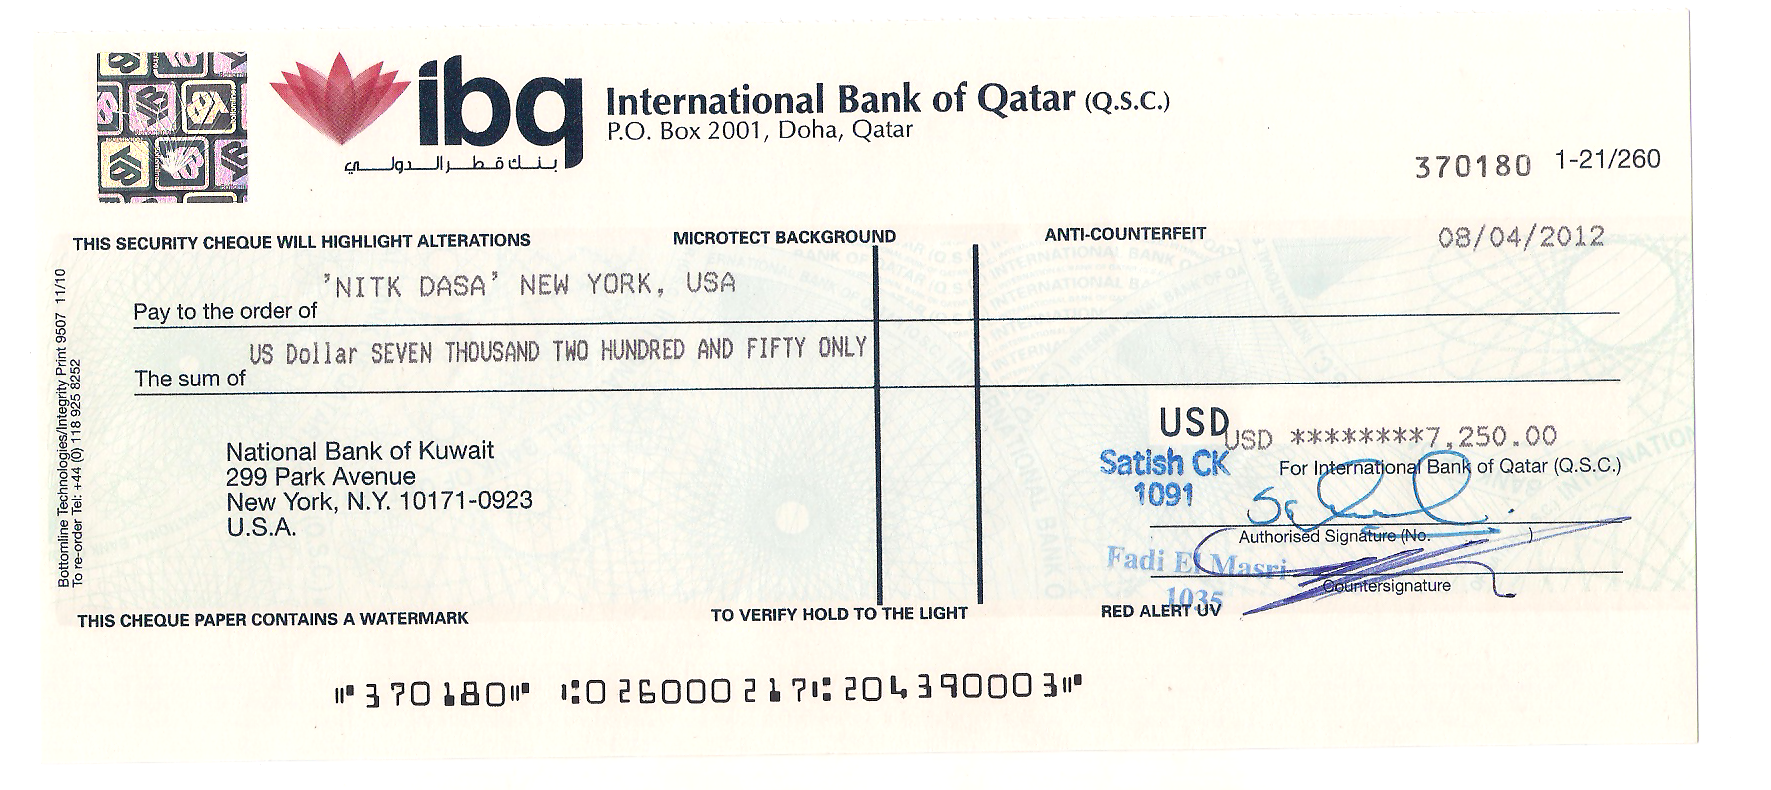 ibq
بنك قطر الدولي
International Bank of Qatar (Q.S.C.)
P.O. Box 2001, Doha, Qatar
370180 1-21/260
THIS SECURITY CHEQUE WILL HIGHLIGHT ALTERATIONS MICROTECT BACKGROUND ANTI-COUNTERFEIT
08/04/2012
'NITK DASA' NEW YORK, USA
Pay to the order of
US Dollar SEVEN THOUSAND TWO HUNDRED AND FIFTY ONLY
The sum of
USD
USD ********7,250.00
National Bank of Kuwait
299 Park Avenue
New York, N.Y. 10171-0923
U.S.A.
Satish CK
1091
For International Bank of Qatar (Q.S.C.)
Authorised Signature (No. )
Fadi El Masri
1035
Countersignature
THIS CHEQUE PAPER CONTAINS A WATERMARK TO VERIFY HOLD TO THE LIGHT RED ALERT UV
Bottomline Technologies/Integrity Print 9507 11/10
To re-order Tel: +44 (0) 118 925 8252
⑈370180⑈ ⑆026000217⑆204390003⑈